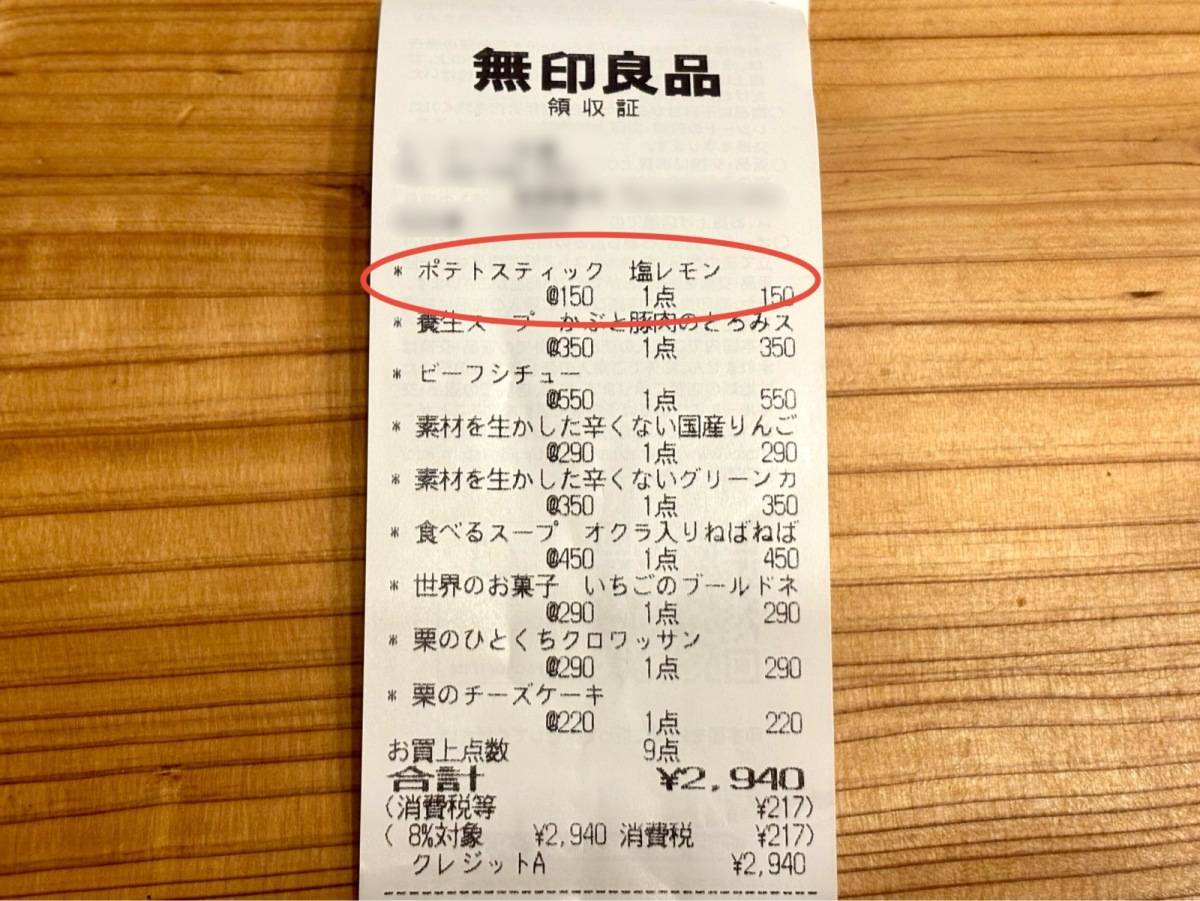 無印良品
領収証
* ポテトスティック 塩レモン
@150 1点 150
* 養生スープ かぶと豚肉のとろみス
@350 1点 350
* ビーフシチュー
@550 1点 550
* 素材を生かした辛くない国産りんご
@290 1点 290
* 素材を生かした辛くないグリーンカ
@350 1点 350
* 食べるスープ オクラ入りねばねば
@450 1点 450
* 世界のお菓子 いちごのブールドネ
@290 1点 290
* 栗のひとくちクロワッサン
@290 1点 290
* 栗のチーズケーキ
@220 1点 220
お買上点数 9点
合計 ¥2,940
(消費税等 ¥217)
( 8%対象 ¥2,940 消費税 ¥217)
クレジットA ¥2,940